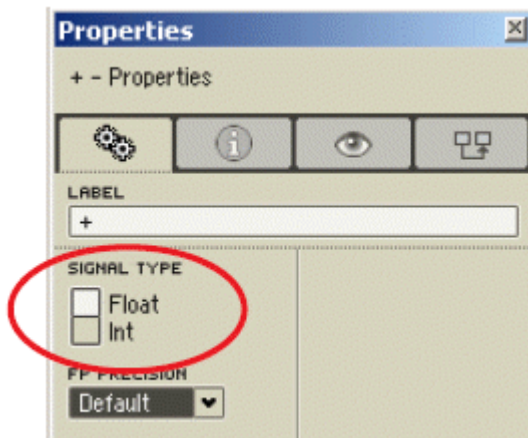 Properties
+ - Properties
LABEL
+
SIGNAL TYPE
Float
Int
FP PRECISION
Default